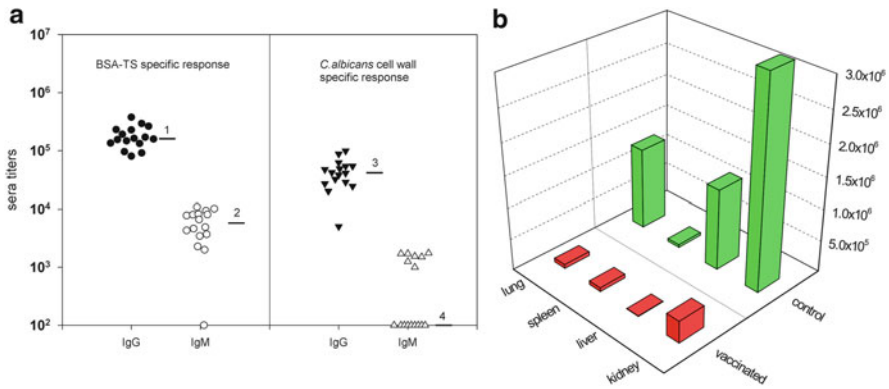 a
10⁷
10⁶
10⁵
10⁴
10³
10²
sera titers
BSA-TS specific response
C.albicans cell wall
specific response
1
2
3
4
IgG
IgM
IgG
IgM
b
3.0x10⁶
2.5x10⁶
2.0x10⁶
1.5x10⁶
1.0x10⁶
5.0x10⁵
lung
spleen
liver
kidney
control
vaccinated